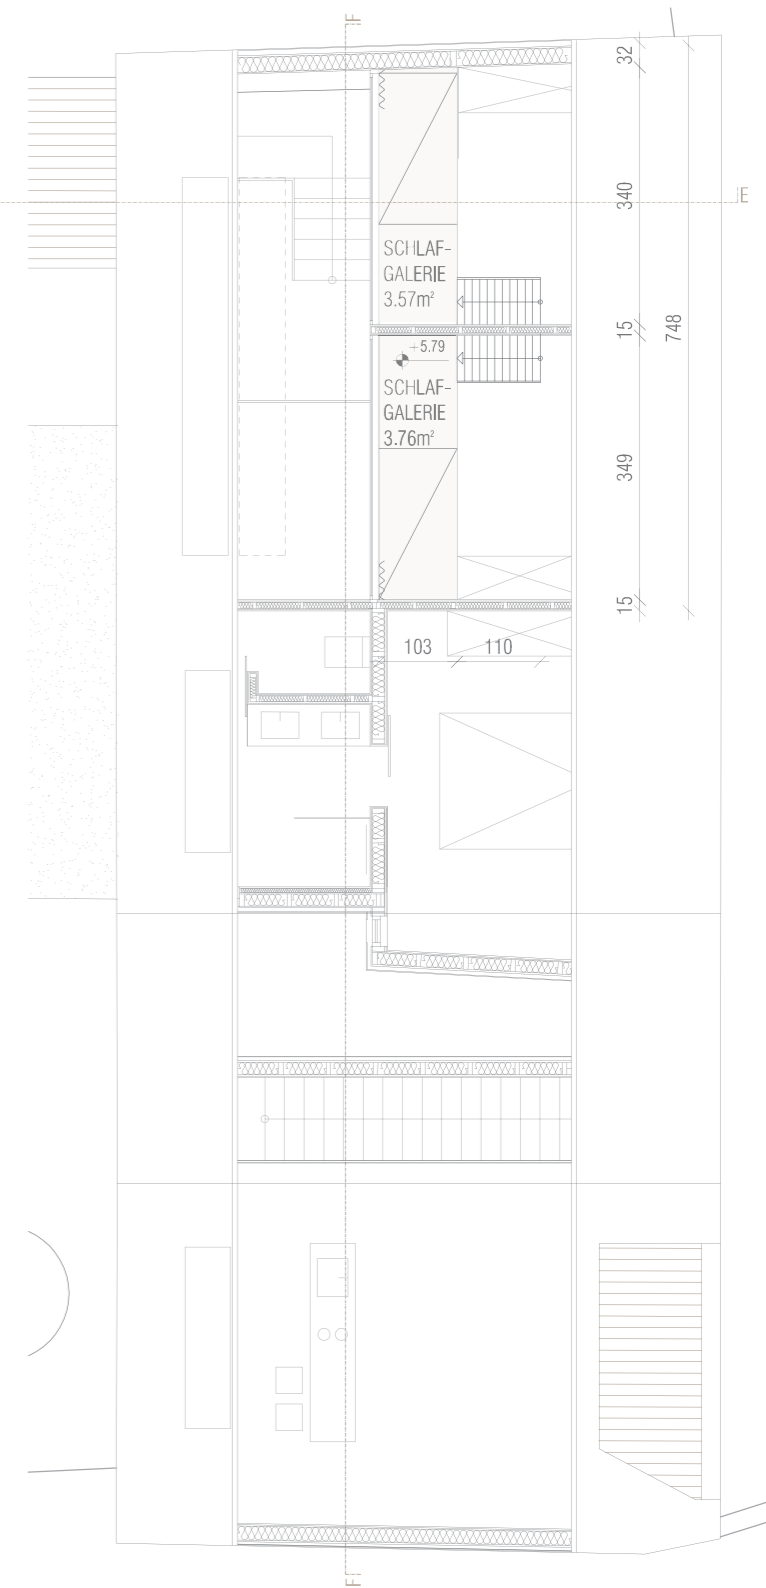 F
32
E
340
SCHLAF-
GALERIE
3.57m²
15
748
+5.79
SCHLAF-
GALERIE
3.76m²
349
15
103
110
F